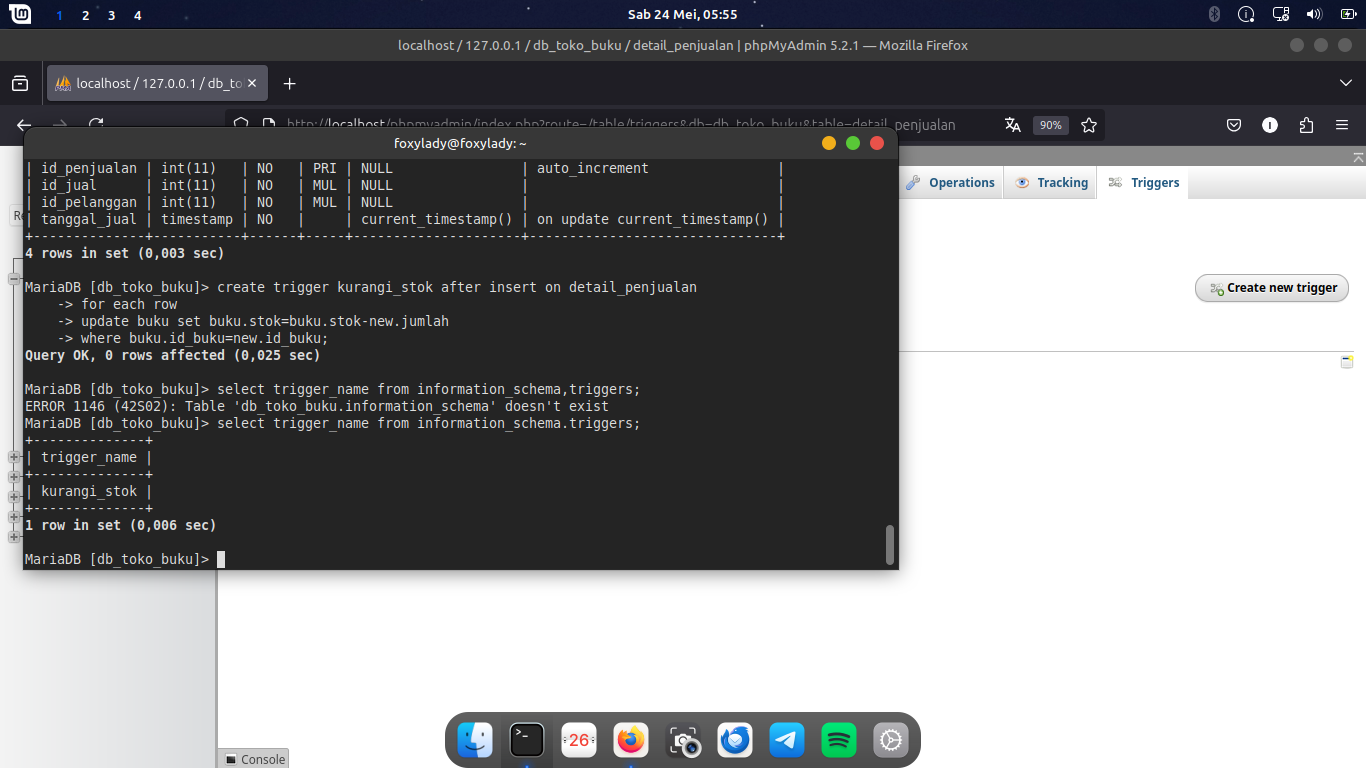 1 2 3 4
Sab 24 Mei, 05:55
localhost / 127.0.0.1 / db_toko_buku / detail_penjualan | phpMyAdmin 5.2.1 — Mozilla Firefox
localhost / 127.0.0.1 / db_to
http://localhost/phpmyadmin/index.php?route=/table/triggers&db=db_toko_buku&table=detail_penjualan
90%
foxylady@foxylady: ~
| id_penjualan | int(11)   | NO   | PRI | NULL                | auto_increment                |
| id_jual      | int(11)   | NO   | MUL | NULL                |                               |
| id_pelanggan | int(11)   | NO   | MUL | NULL                |                               |
| tanggal_jual | timestamp | NO   |     | current_timestamp() | on update current_timestamp() |
+--------------+-----------+------+-----+---------------------+-------------------------------+
4 rows in set (0,003 sec)
MariaDB [db_toko_buku]> create trigger kurangi_stok after insert on detail_penjualan
    -> for each row
    -> update buku set buku.stok=buku.stok-new.jumlah
    -> where buku.id_buku=new.id_buku;
Query OK, 0 rows affected (0,025 sec)
MariaDB [db_toko_buku]> select trigger_name from information_schema,triggers;
ERROR 1146 (42S02): Table 'db_toko_buku.information_schema' doesn't exist
MariaDB [db_toko_buku]> select trigger_name from information_schema.triggers;
+--------------+
| trigger_name |
+--------------+
| kurangi_stok |
+--------------+
1 row in set (0,006 sec)
MariaDB [db_toko_buku]>
Operations
Tracking
Triggers
Create new trigger
Re
Console
26